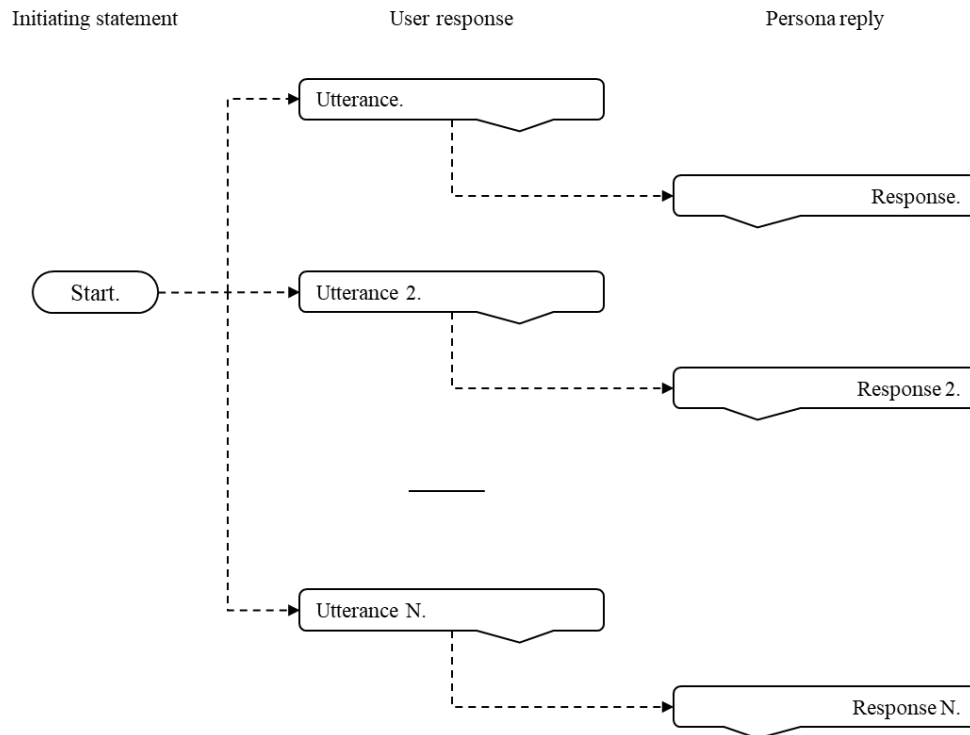 Initiating statement
User response
Persona reply
Utterance.
Response.
Start.
Utterance 2.
Response 2.
Utterance N.
Response N.